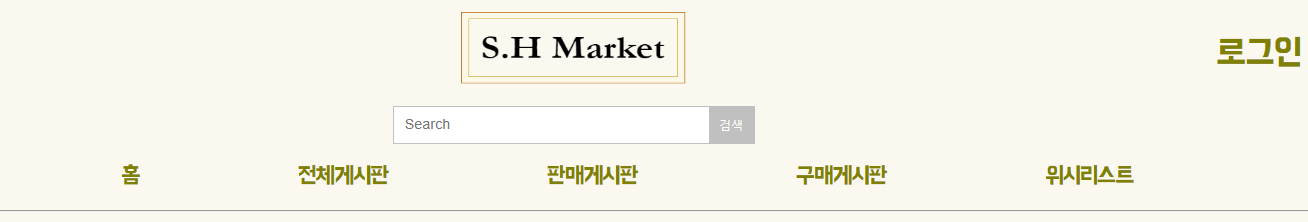 S.H Market
로그인
Search
검색
홈
전체게시판
판매게시판
구매게시판
위시리스트